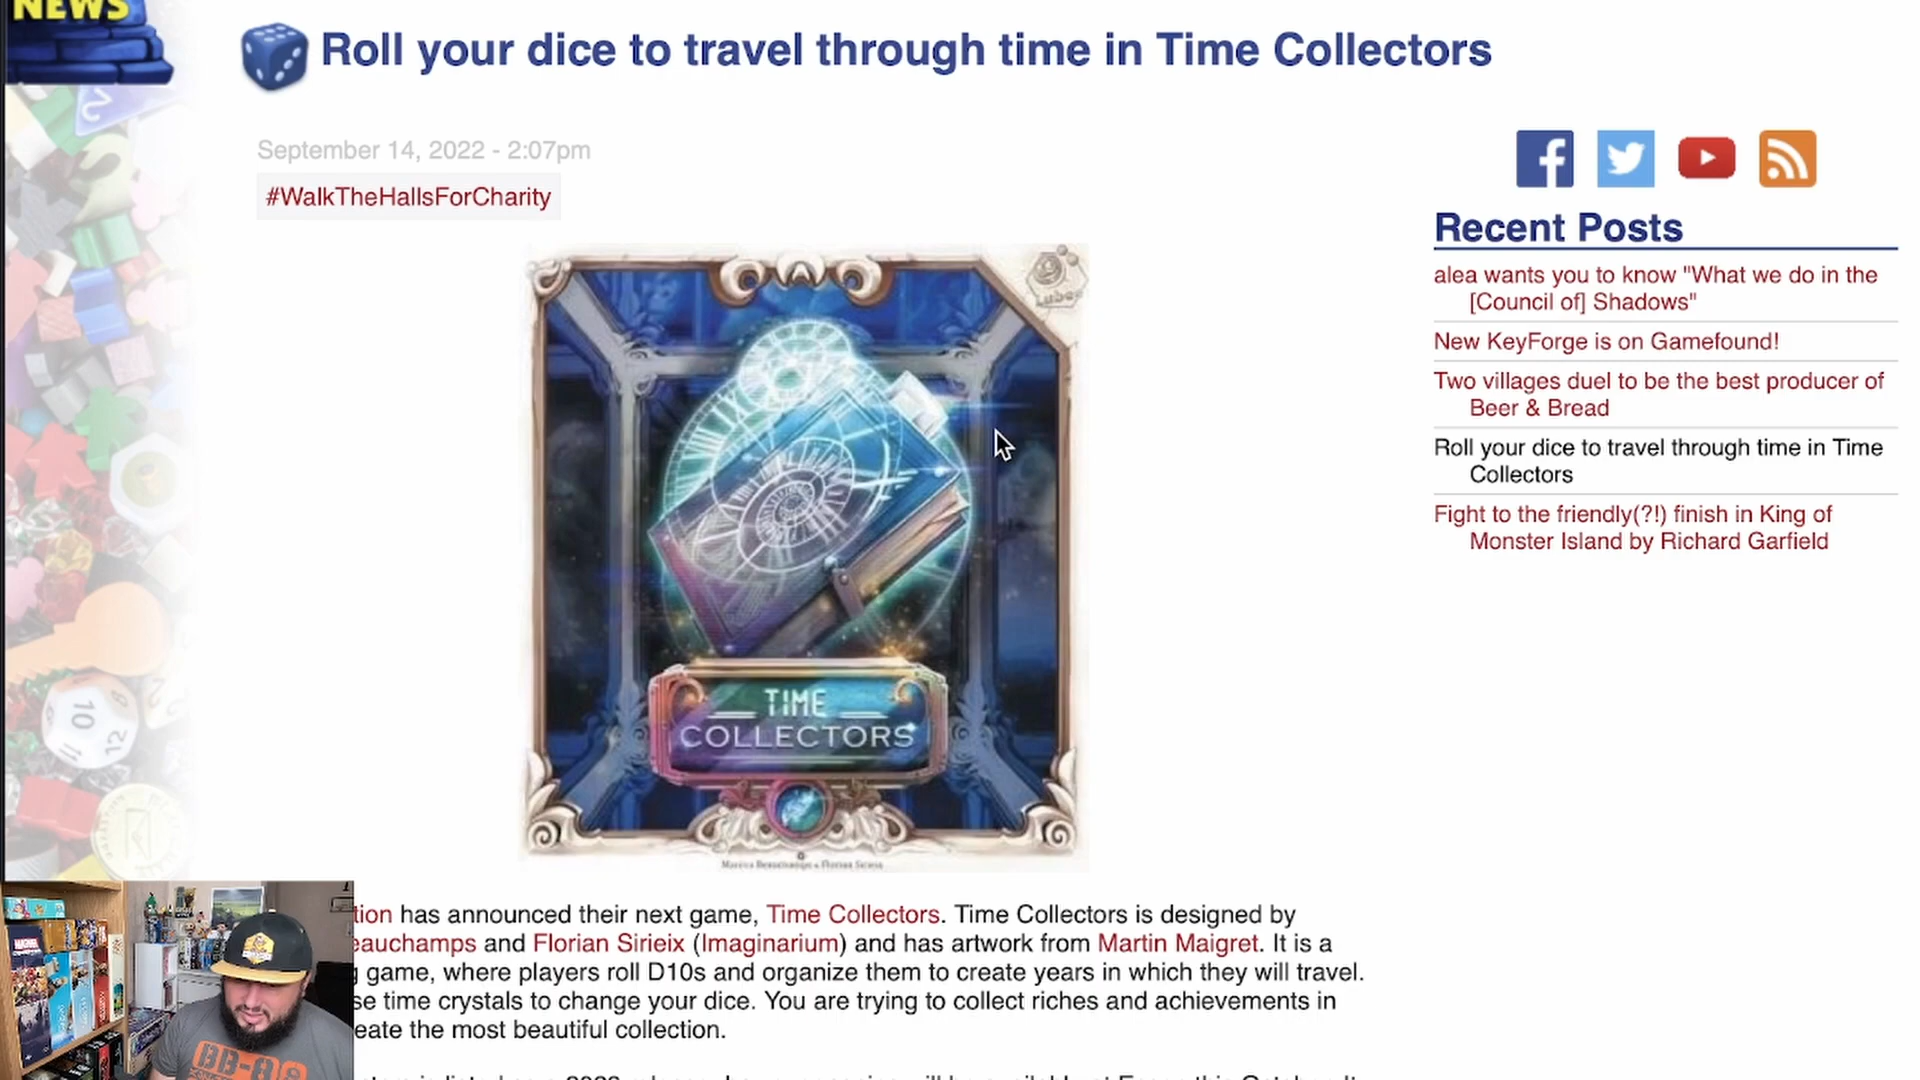 NEWS
Roll your dice to travel through time in Time Collectors
September 14, 2022 - 2:07pm
#WalkTheHallsForCharity
Recent Posts
alea wants you to know "What we do in the
[Council of] Shadows"
New KeyForge is on Gamefound!
Two villages duel to be the best producer of
Beer & Bread
Roll your dice to travel through time in Time
Collectors
Fight to the friendly(?!) finish in King of
Monster Island by Richard Garfield
TIME
COLLECTORS
tion has announced their next game, Time Collectors. Time Collectors is designed by
eauchamps and Florian Sirieix (Imaginarium) and has artwork from Martin Maigret. It is a
g game, where players roll D10s and organize them to create years in which they will travel.
se time crystals to change your dice. You are trying to collect riches and achievements in
eate the most beautiful collection.
10
12
11
BB-8